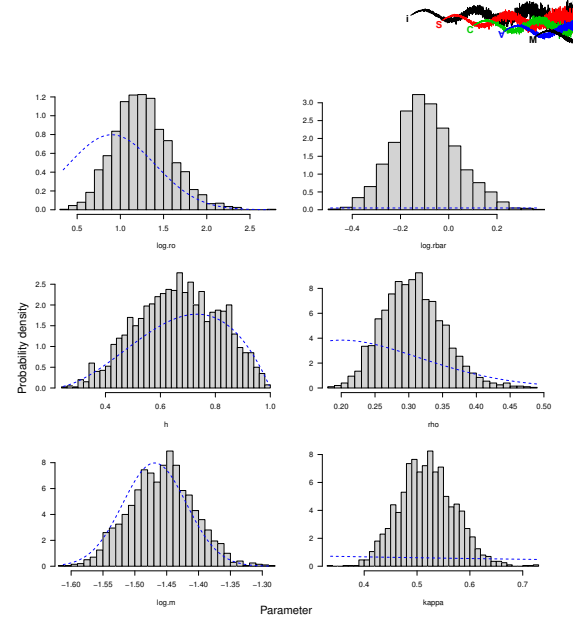 i S C A M
1.2
1.0
0.8
0.6
0.4
0.2
0.0
0.5 1.0 1.5 2.0 2.5
log.ro
3.0
2.5
2.0
1.5
1.0
0.5
0.0
−0.4 −0.2 0.0 0.2
log.rbar
Probability density
2.5
2.0
1.5
1.0
0.5
0.0
0.4 0.6 0.8 1.0
h
8
6
4
2
0
0.20 0.25 0.30 0.35 0.40 0.45 0.50
rho
8
6
4
2
0
−1.60 −1.55 −1.50 −1.45 −1.40 −1.35 −1.30
log.m
8
6
4
2
0
0.4 0.5 0.6 0.7
kappa
Parameter